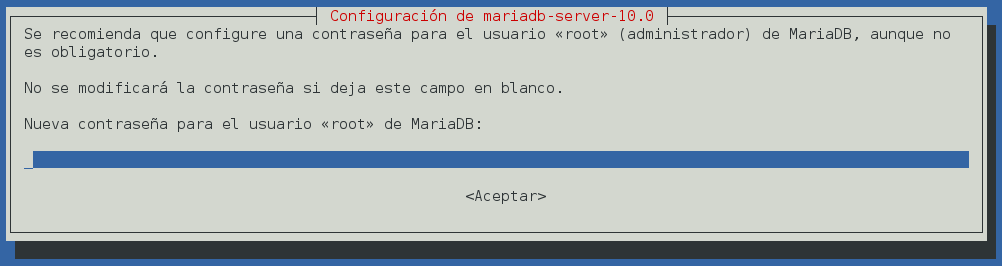 Configuración de mariadb-server-10.0
Se recomienda que configure una contraseña para el usuario «root» (administrador) de MariaDB, aunque no
es obligatorio.
No se modificará la contraseña si deja este campo en blanco.
Nueva contraseña para el usuario «root» de MariaDB:
<Aceptar>